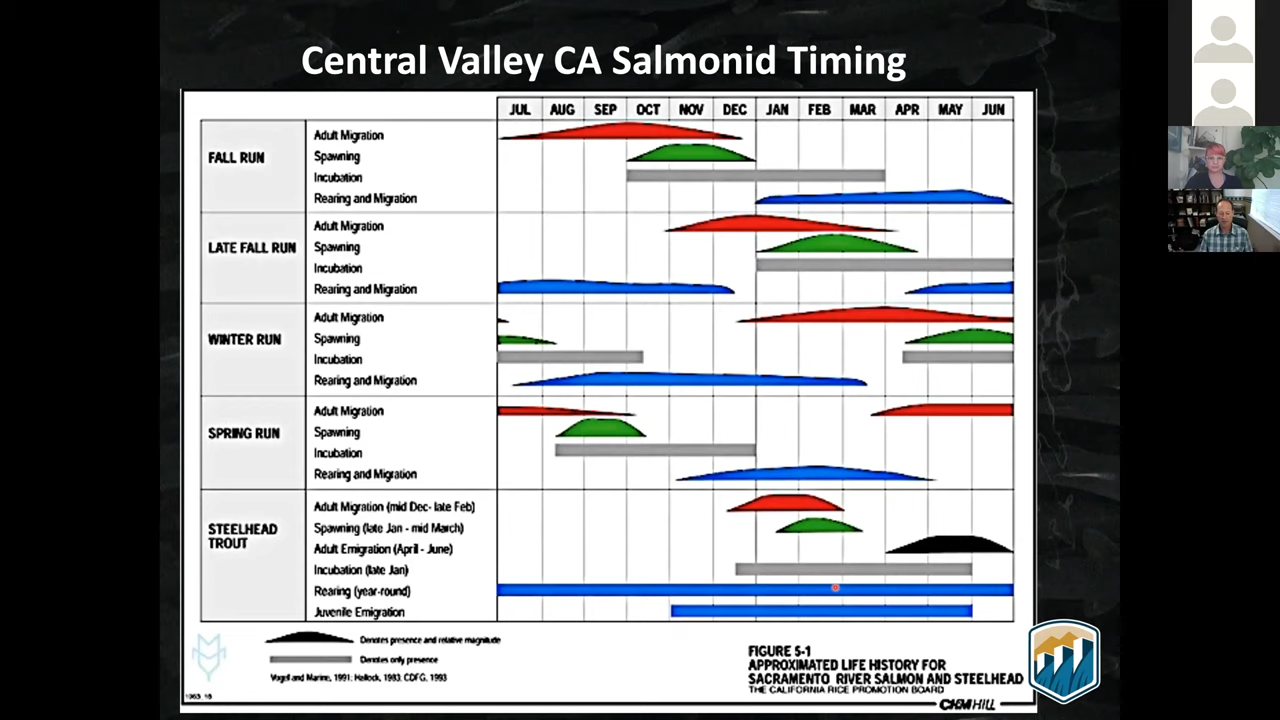 Central Valley CA Salmonid Timing
JUL AUG SEP OCT NOV DEC JAN FEB MAR APR MAY JUN
FALL RUN
Adult Migration
Spawning
Incubation
Rearing and Migration
LATE FALL RUN
Adult Migration
Spawning
Incubation
Rearing and Migration
WINTER RUN
Adult Migration
Spawning
Incubation
Rearing and Migration
SPRING RUN
Adult Migration
Spawning
Incubation
Rearing and Migration
STEELHEAD
TROUT
Adult Migration (mid Dec- late Feb)
Spawning (late Jan - mid March)
Adult Emigration (April - June)
Incubation (late Jan)
Rearing (year-round)
Juvenile Emigration
Denotes presence and relative magnitude
Denotes only presence
Vogel and Marine, 1991; Hallock, 1983; CDFG, 1993
FIGURE 5-1
APPROXIMATED LIFE HISTORY FOR
SACRAMENTO RIVER SALMON AND STEELHEAD
THE CALIFORNIA RICE PROMOTION BOARD
CH2M HILL